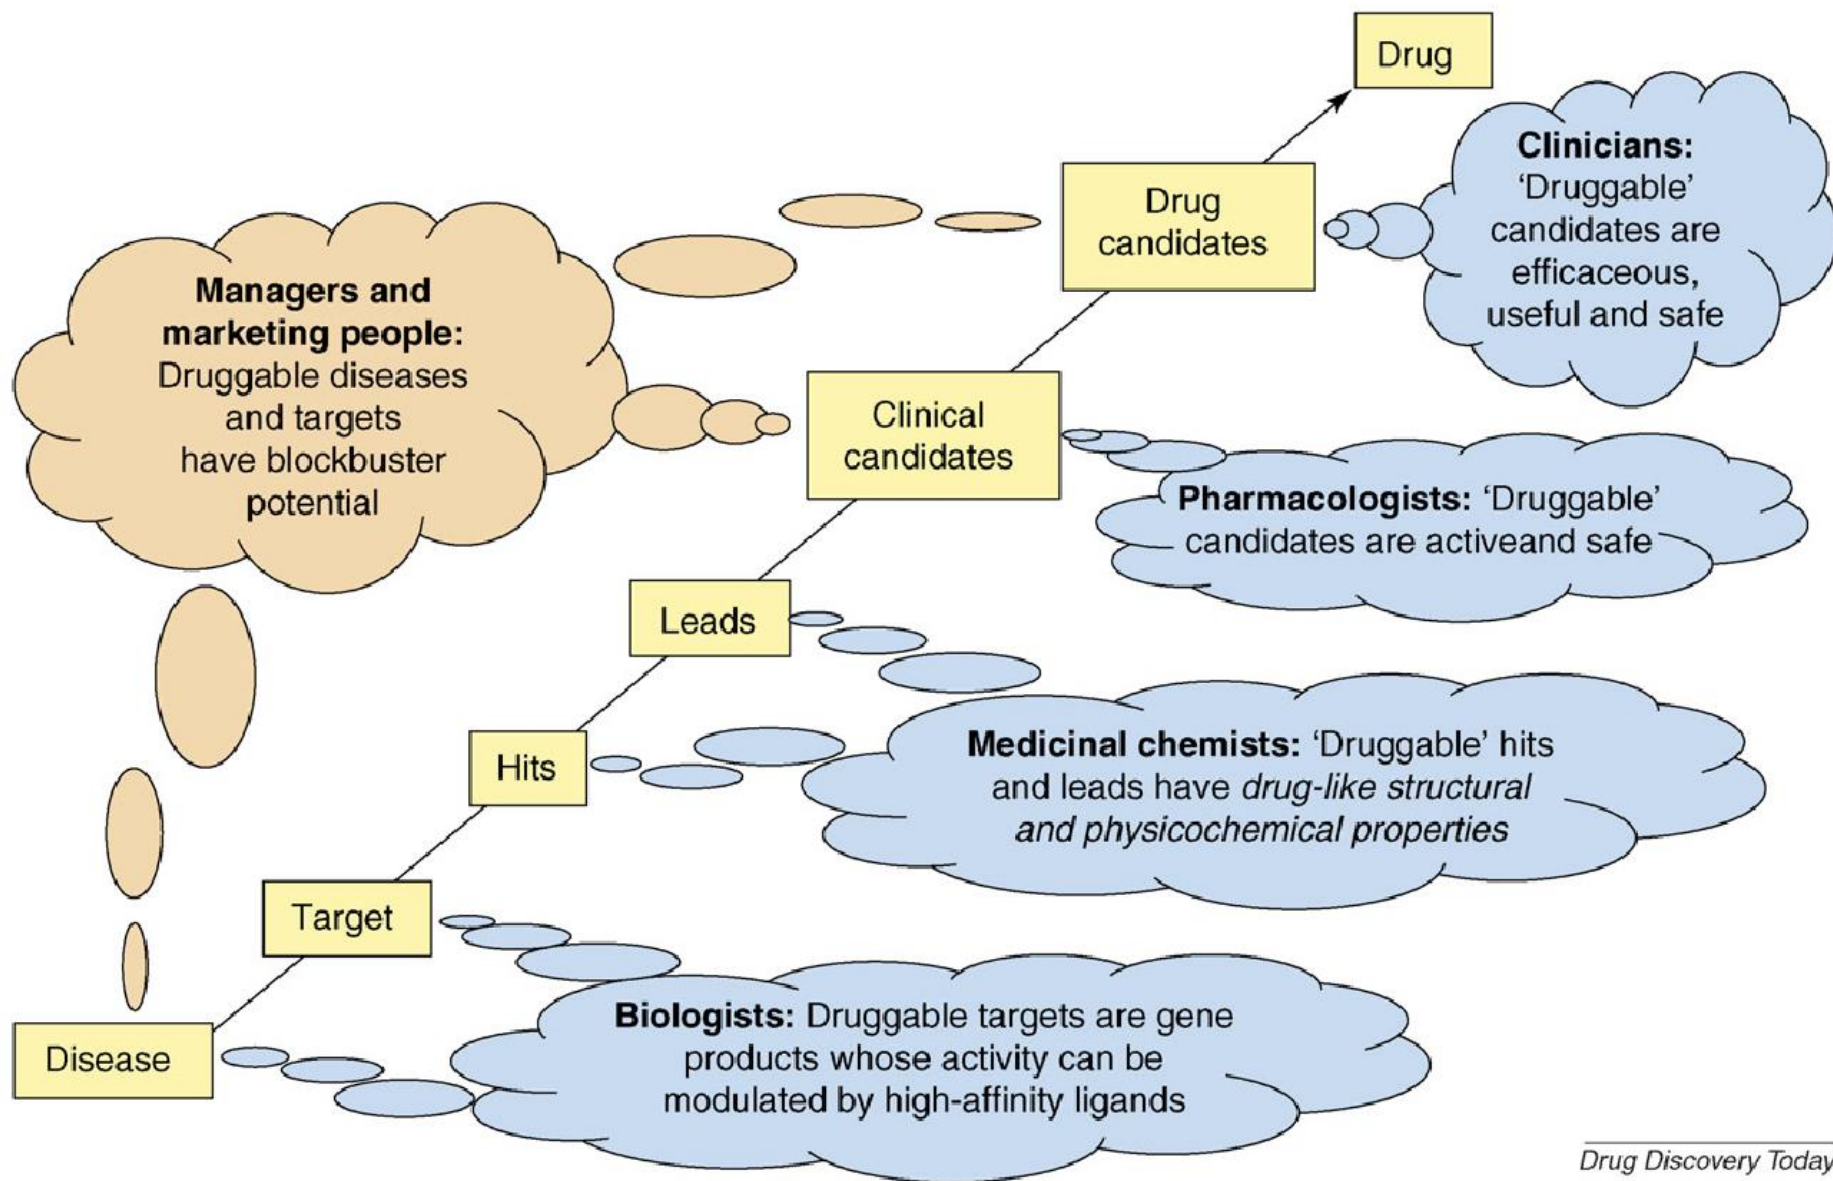 Drug
Clinicians:
‘Druggable’
candidates are
efficaceous,
useful and safe
Drug
candidates
Managers and
marketing people:
Druggable diseases
and targets
have blockbuster
potential
Clinical
candidates
Pharmacologists: ‘Druggable’
candidates are activeand safe
Leads
Medicinal chemists: ‘Druggable’ hits
and leads have drug-like structural
and physicochemical properties
Hits
Target
Biologists: Druggable targets are gene
products whose activity can be
modulated by high-affinity ligands
Disease
Drug Discovery Today